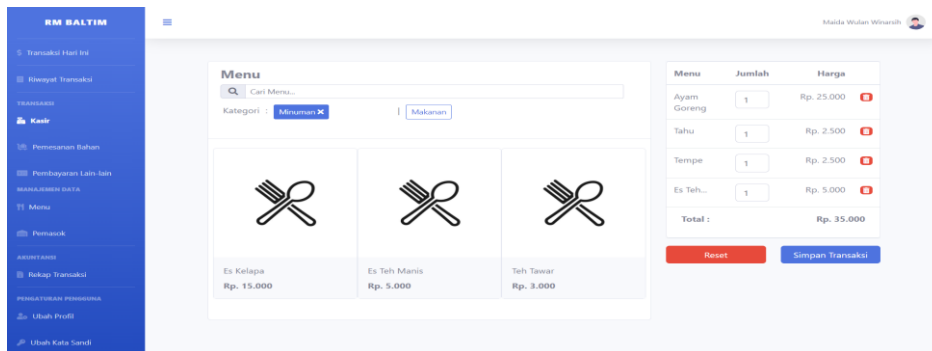 RM BALTIM
Maida Wulan Winarsih
$ Transaksi Hari Ini
Riwayat Transaksi
TRANSAKSI
Kasir
Pemesanan Bahan
Pembayaran Lain-lain
MANAJEMEN DATA
Menu
Pemasok
AKUNTANSI
Rekap Transaksi
PENGATURAN PENGGUNA
Ubah Profil
Ubah Kata Sandi
Menu
Cari Menu...
Kategori : Minuman X | Makanan
Es Kelapa
Rp. 15.000
Es Teh Manis
Rp. 5.000
Teh Tawar
Rp. 3.000
Menu Jumlah Harga
Ayam Goreng 1 Rp. 25.000
Tahu 1 Rp. 2.500
Tempe 1 Rp. 2.500
Es Teh... 1 Rp. 5.000
Total : Rp. 35.000
Reset Simpan Transaksi